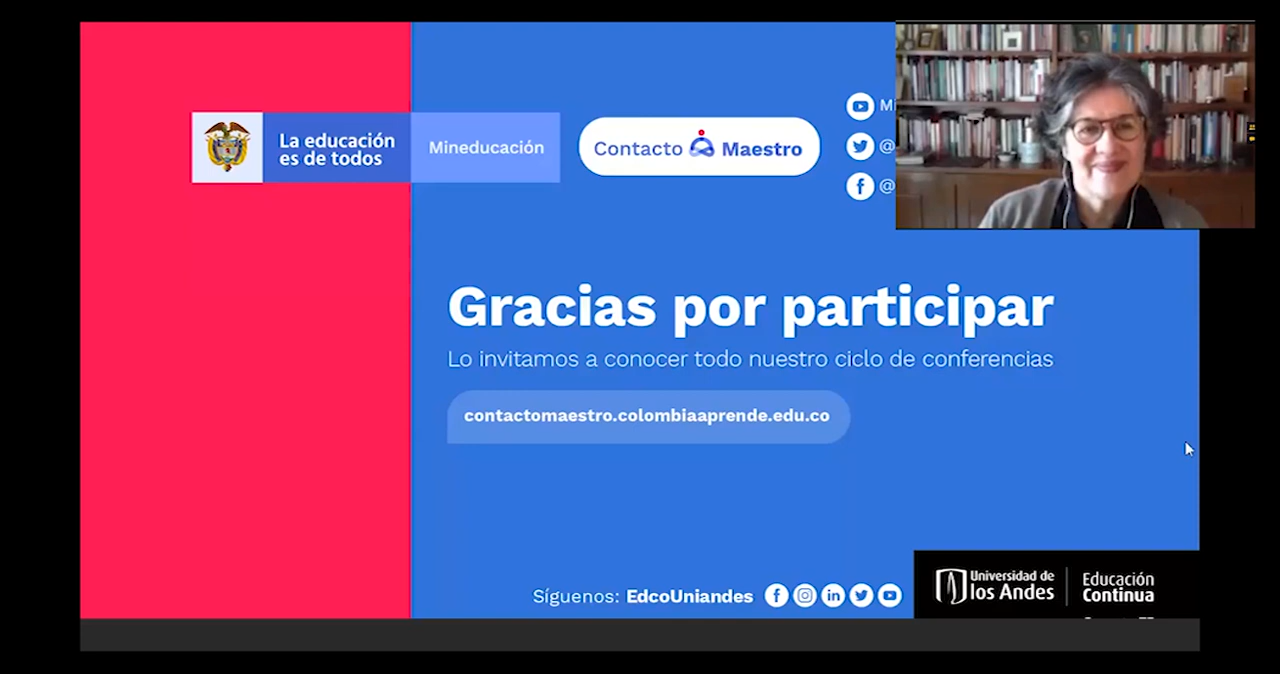 La educación
es de todos
Mineducación
Contacto Maestro
Mi
@
@
Gracias por participar
Lo invitamos a conocer todo nuestro ciclo de conferencias
contactomaestro.colombiaaprende.edu.co
Síguenos: EdcoUniandes
Universidad de
los Andes
Educación
Continua